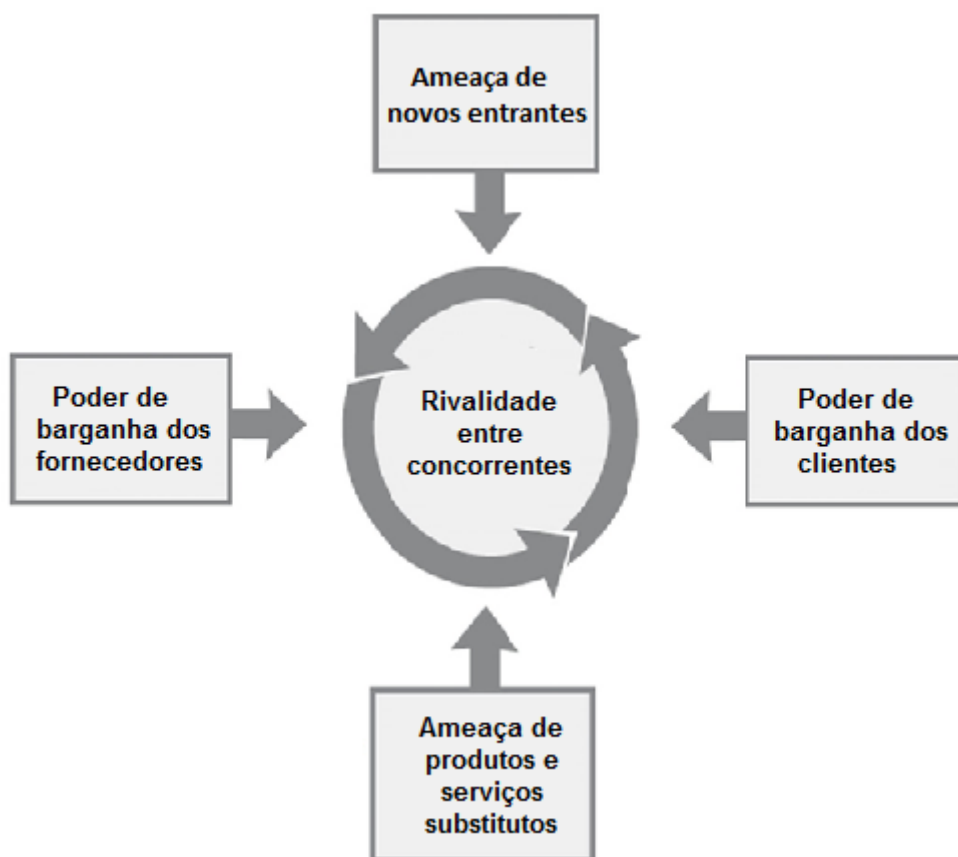 Ameaça de
novos entrantes
Poder de
barganha dos
fornecedores
Rivalidade
entre
concorrentes
Poder de
barganha dos
clientes
Ameaça de
produtos e
serviços
substitutos